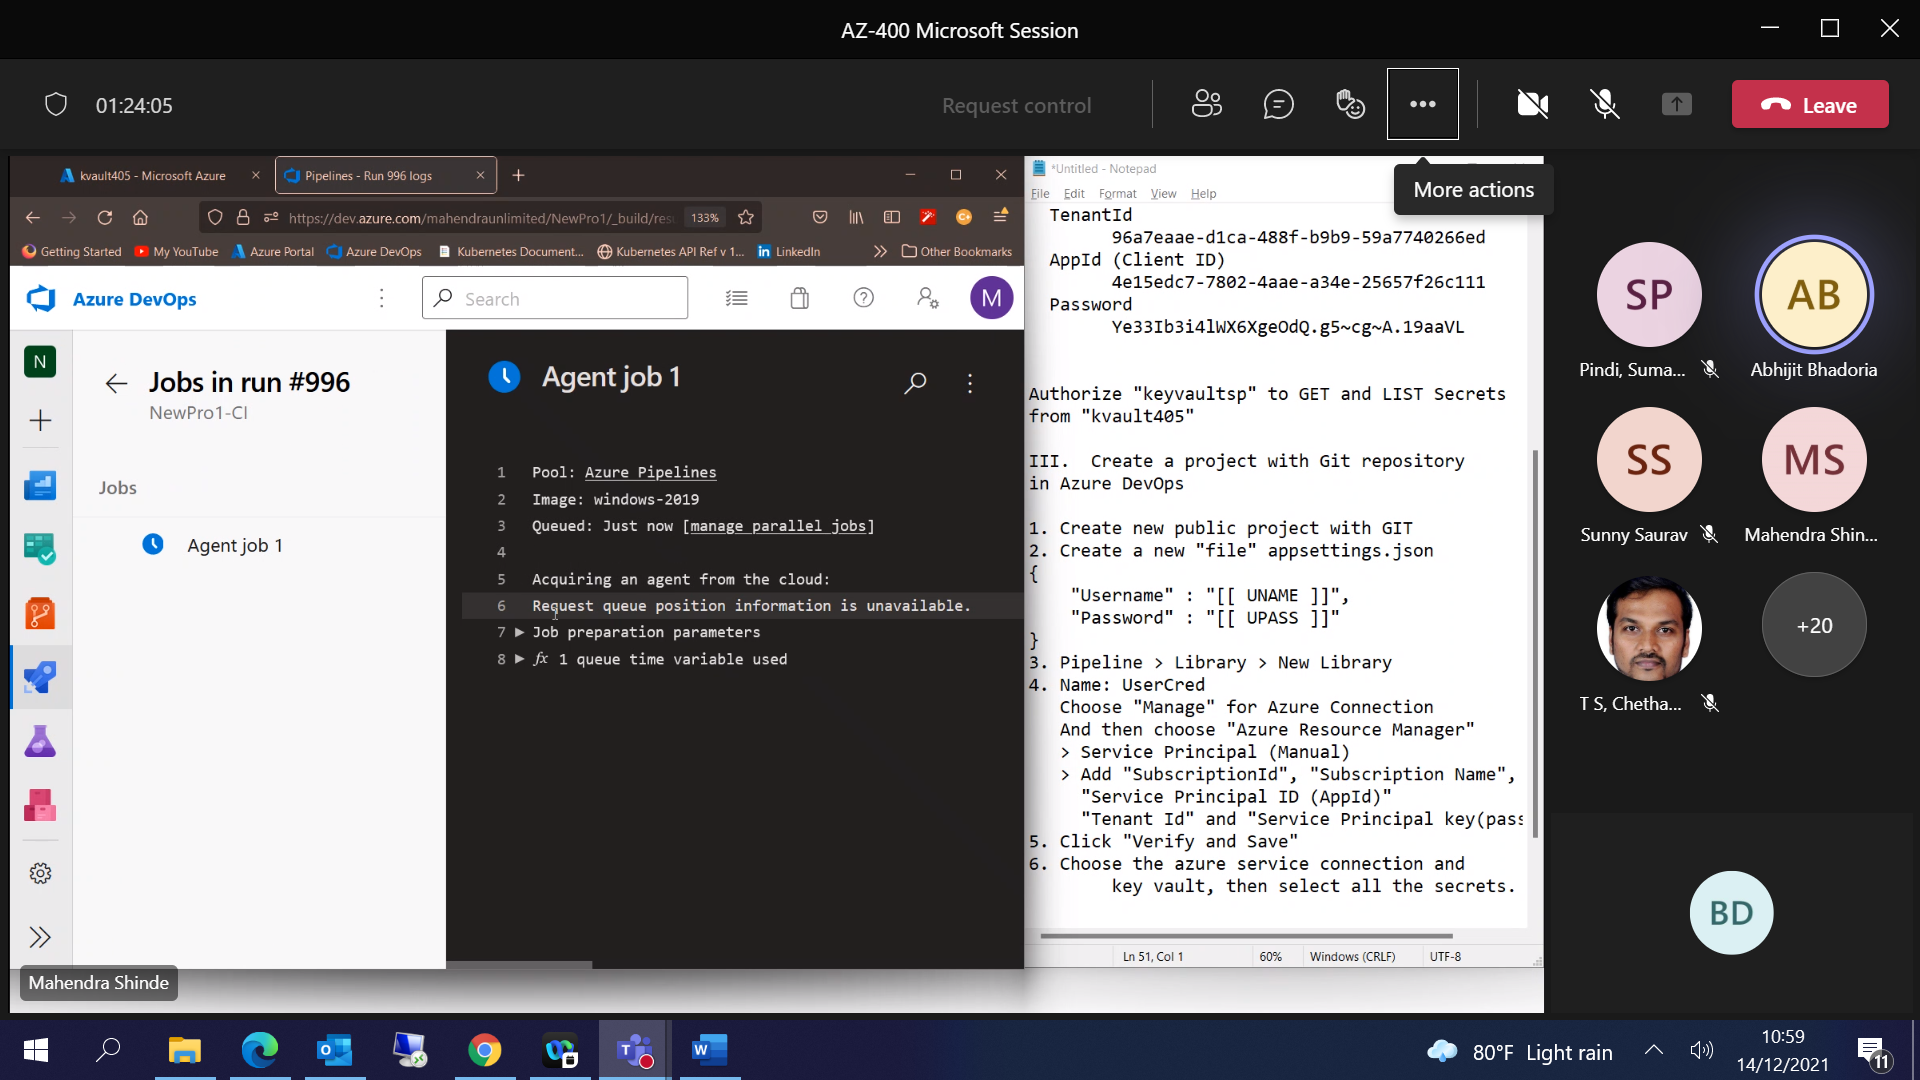 AZ-400 Microsoft Session
01:24:05
Request control
Leave
More actions
kvault405 - Microsoft Azure
Pipelines - Run 996 logs
https://dev.azure.com/mahendraunlimited/NewPro1/_build/resu
133%
Getting Started
My YouTube
Azure Portal
Azure DevOps
Kubernetes Document...
Kubernetes API Ref v 1...
LinkedIn
Other Bookmarks
Azure DevOps
Search
M
N
Jobs in run #996
NewPro1-CI
Jobs
Agent job 1
Agent job 1
1 Pool: Azure Pipelines
2 Image: windows-2019
3 Queued: Just now [manage parallel jobs]
4
5 Acquiring an agent from the cloud:
6 Request queue position information is unavailable.
7 Job preparation parameters
8 fx 1 queue time variable used
Mahendra Shinde
*Untitled - Notepad
File Edit Format View Help
TenantId
96a7eaae-d1ca-488f-b9b9-59a7740266ed
AppId (Client ID)
4e15edc7-7802-4aae-a34e-25657f26c111
Password
Ye33Ib3i4lWX6XgeOdQ.g5~cg~A.19aaVL
Authorize "keyvaultsp" to GET and LIST Secrets
from "kvault405"
III. Create a project with Git repository
in Azure DevOps
1. Create new public project with GIT
2. Create a new "file" appsettings.json
{
"Username" : "[[ UNAME ]]",
"Password" : "[[ UPASS ]]"
}
3. Pipeline > Library > New Library
4. Name: UserCred
Choose "Manage" for Azure Connection
And then choose "Azure Resource Manager"
> Service Principal (Manual)
> Add "SubscriptionId", "Subscription Name",
"Service Principal ID (AppId)"
"Tenant Id" and "Service Principal key(pass
5. Click "Verify and Save"
6. Choose the azure service connection and
key vault, then select all the secrets.
Ln 51, Col 1
60%
Windows (CRLF)
UTF-8
SP
Pindi, Suma...
AB
Abhijit Bhadoria
SS
Sunny Saurav
MS
Mahendra Shin...
T S, Chetha...
+20
BD
80°F Light rain
10:59
14/12/2021
11